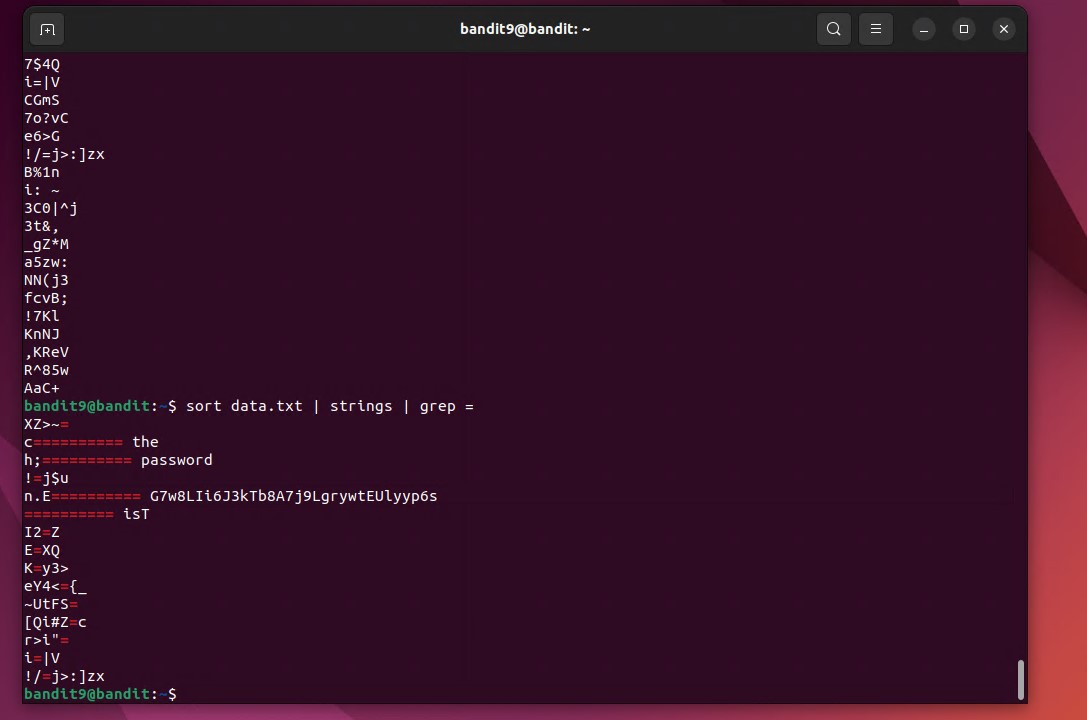 bandit9@bandit: ~
7$4Q
i=|V
CGmS
7o?vC
e6>G
!/=j>:]zx
B%1n
i: ~
3C0|^j
3t&,
_gZ*M
a5zw:
NN(j3
fcvB;
!7Kl
KnNJ
,KReV
R^85w
AaC+
bandit9@bandit:~$ sort data.txt | strings | grep =
XZ>~=
c========== the
h;========== password
!=j$u
n.E========== G7w8LIi6J3kTb8A7j9LgrywtEUlyyp6s
========== isT
I2=Z
E=XQ
K=y3>
eY4<={_
~UtFS=
[Qi#Z=c
r>i"=
i=|V
!/=j>:]zx
bandit9@bandit:~$